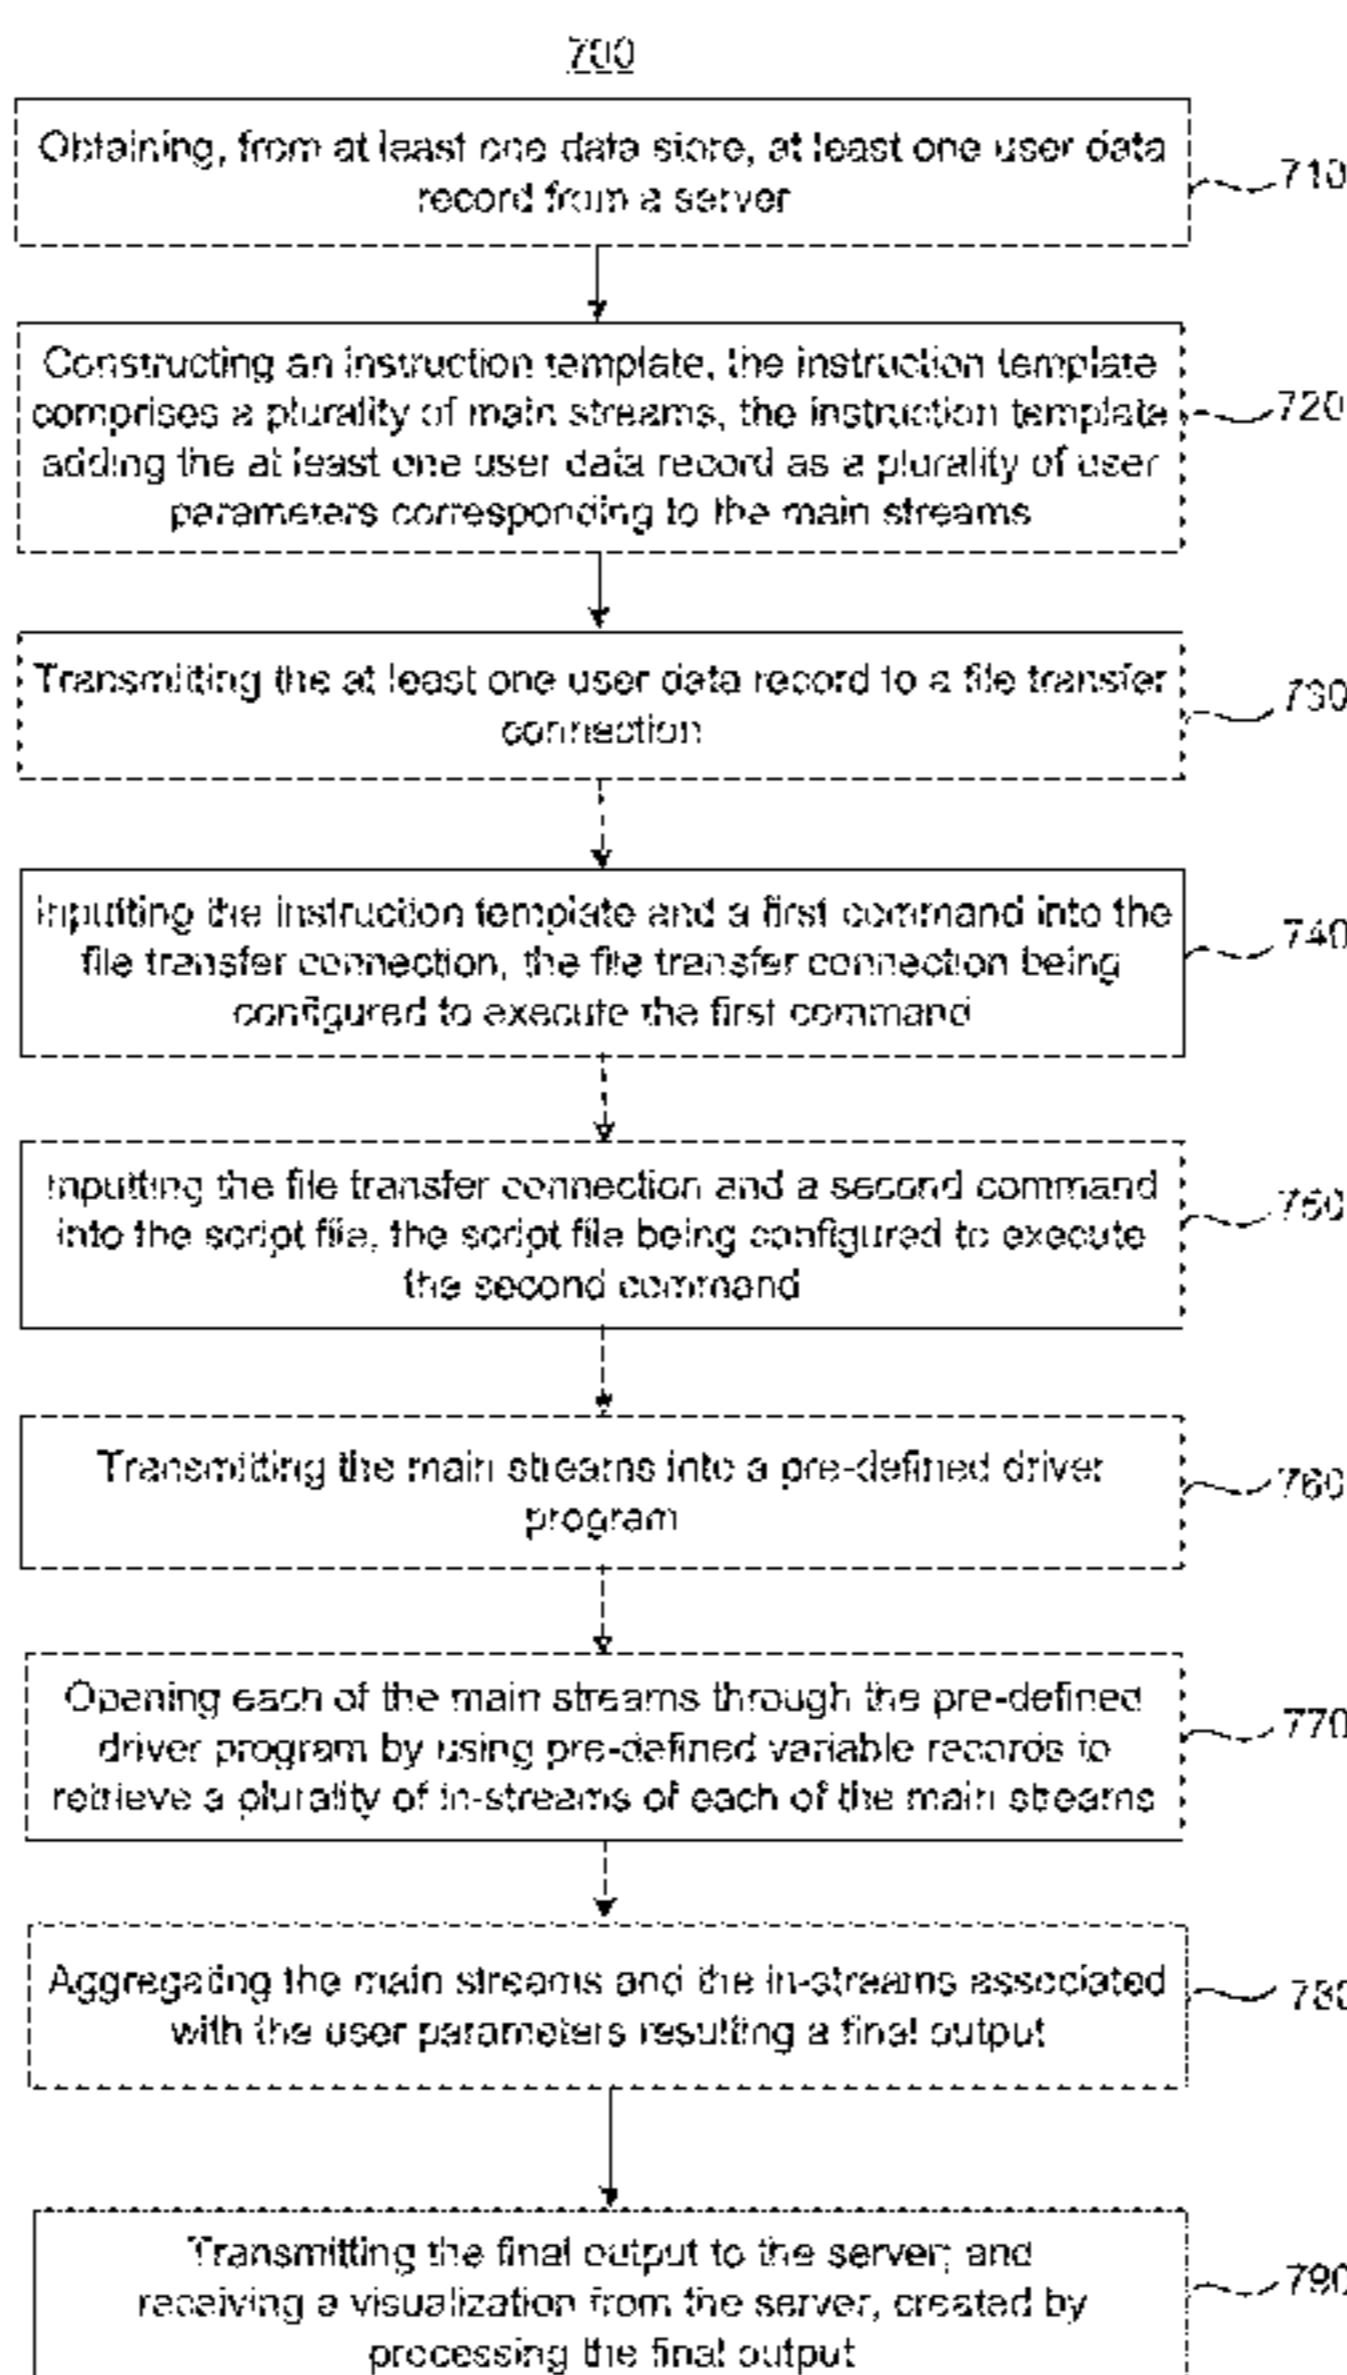 700
Obtaining, from at least one data store, at least one user data
record from a server
710
Constructing an instruction template, the instruction template
comprises a plurality of main streams, the instruction template
adding the at least one user data record as a plurality of user
parameters corresponding to the main streams
720
Transmitting the at least one user data record to a file transfer
connection
730
Inputting the instruction template and a first command into the
file transfer connection, the file transfer connection being
configured to execute the first command
740
Inputting the file transfer connection and a second command
into the script file, the script file being configured to execute
the second command
750
Transmitting the main streams into a pre-defined driver
program
760
Opening each of the main streams through the pre-defined
driver program by using pre-defined variable records to
retrieve a plurality of in-streams of each of the main streams
770
Aggregating the main streams and the in-streams associated
with the user parameters resulting a final output
780
Transmitting the final output to the server; and
receiving a visualization from the server, created by
processing the final output
790